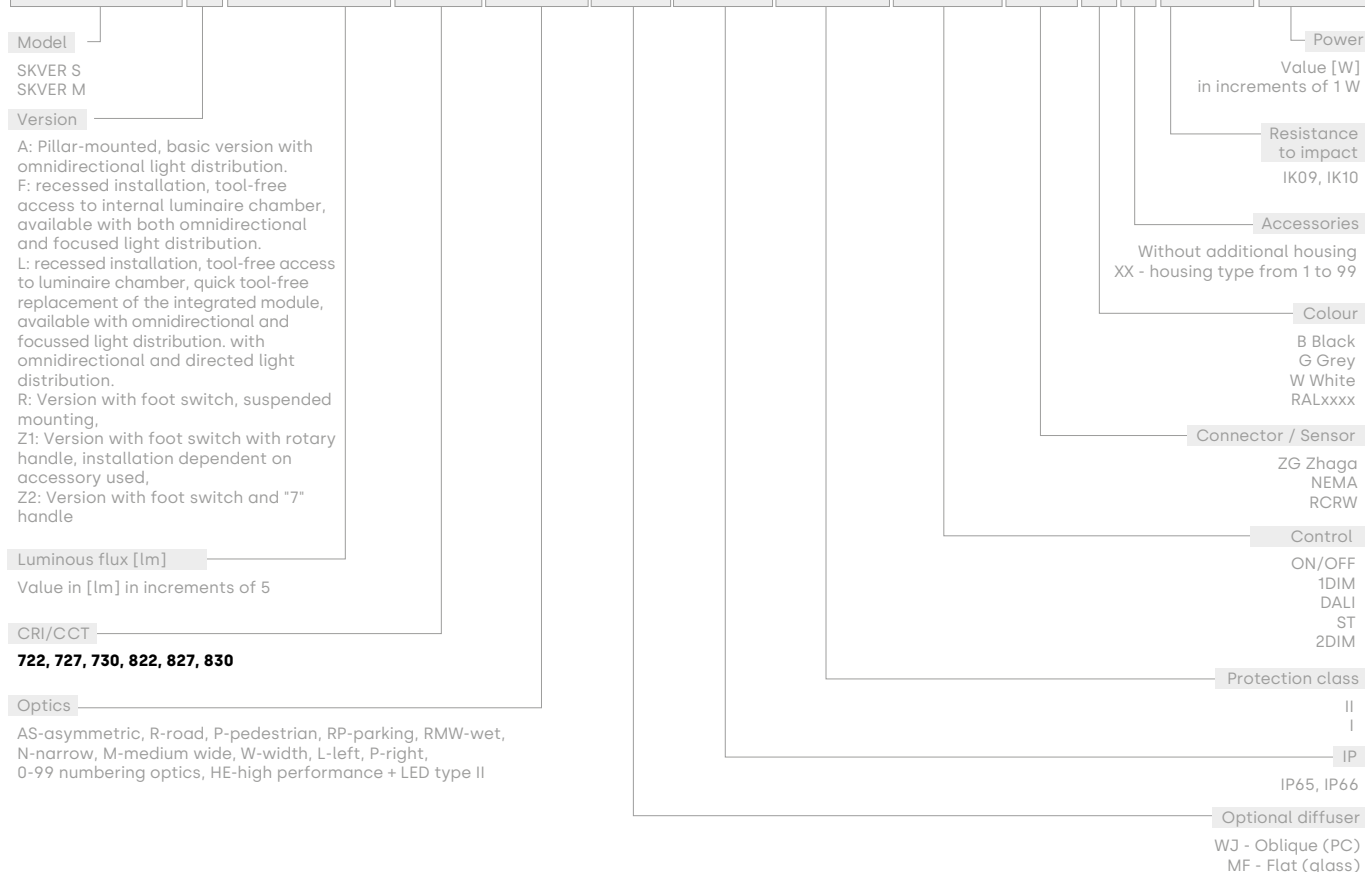 Model
SKVER S
SKVER M
Version
A: Pillar-mounted, basic version with
omnidirectional light distribution.
F: recessed installation, tool-free
access to internal luminaire chamber,
available with both omnidirectional
and focused light distribution.
L: recessed installation, tool-free access
to luminaire chamber, quick tool-free
replacement of the integrated module,
available with omnidirectional and
focussed light distribution. with
omnidirectional and directed light
distribution.
R: Version with foot switch, suspended
mounting,
Z1: Version with foot switch with rotary
handle, installation dependent on
accessory used,
Z2: Version with foot switch and "7"
handle
Luminous flux [lm]
Value in [lm] in increments of 5
CRI/CCT
722, 727, 730, 822, 827, 830
Optics
AS-asymmetric, R-road, P-pedestrian, RP-parking, RMW-wet,
N-narrow, M-medium wide, W-width, L-left, P-right,
0-99 numbering optics, HE-high performance + LED type II
Power
Value [W]
in increments of 1 W
Resistance
to impact
IK09, IK10
Accessories
Without additional housing
XX - housing type from 1 to 99
Colour
B Black
G Grey
W White
RALxxxx
Connector / Sensor
ZG Zhaga
NEMA
RCRW
Control
ON/OFF
1DIM
DALI
ST
2DIM
Protection class
II
I
IP
IP65, IP66
Optional diffuser
WJ - Oblique (PC)
MF - Flat (glass)